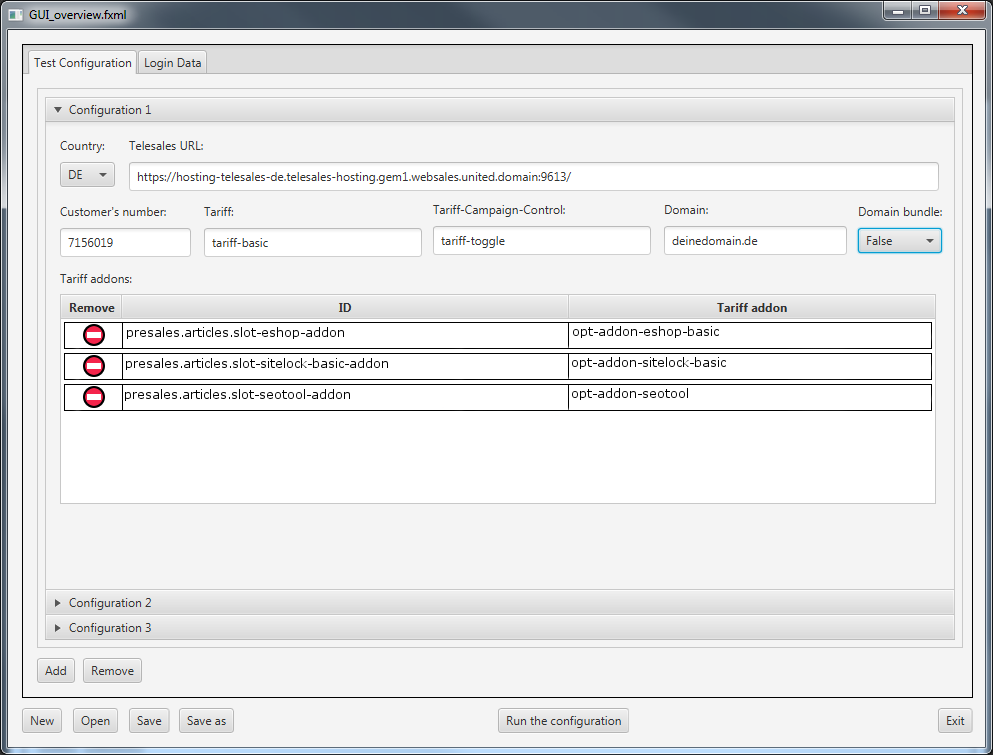 GUI_overview.fxml
Test Configuration Login Data
Configuration 1
Country: Telesales URL:
DE https://hosting-telesales-de.telesales-hosting.gem1.websales.united.domain:9613/
Customer's number: Tariff: Tariff-Campaign-Control: Domain: Domain bundle:
7156019 tariff-basic tariff-toggle deinedomain.de False
Tariff addons:
Remove ID Tariff addon
presales.articles.slot-eshop-addon opt-addon-eshop-basic
presales.articles.slot-sitelock-basic-addon opt-addon-sitelock-basic
presales.articles.slot-seotool-addon opt-addon-seotool
Configuration 2
Configuration 3
Add Remove
New Open Save Save as Run the configuration Exit